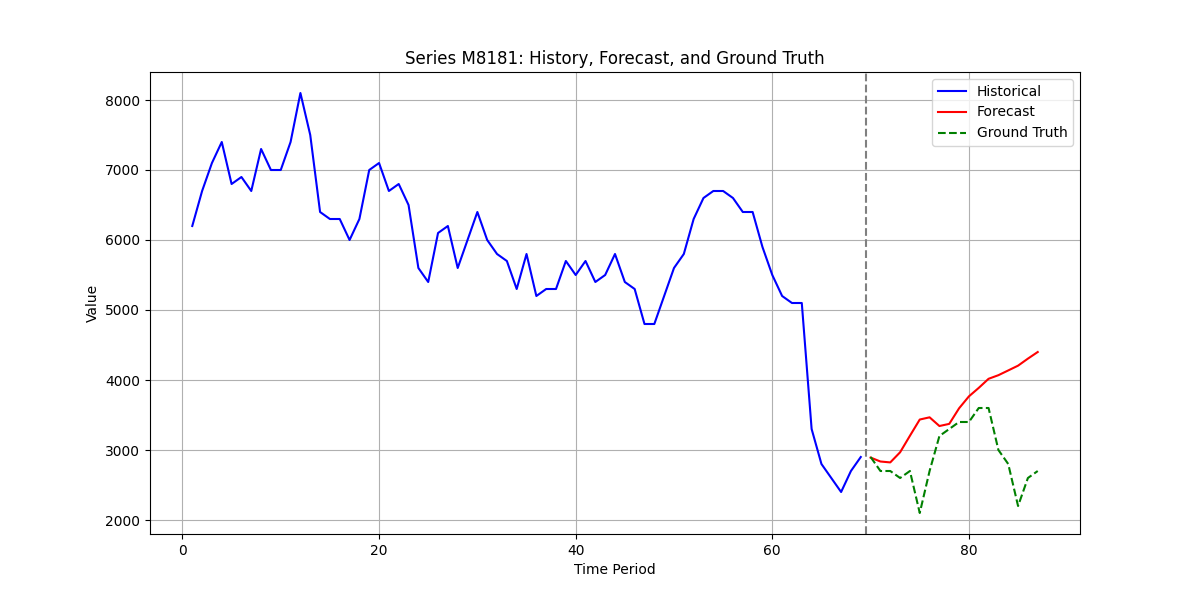 Series M8181: History, Forecast, and Ground Truth
Historical
Forecast
Ground Truth
8000
7000
6000
5000
4000
3000
2000
Value
0
20
40
60
80
Time Period